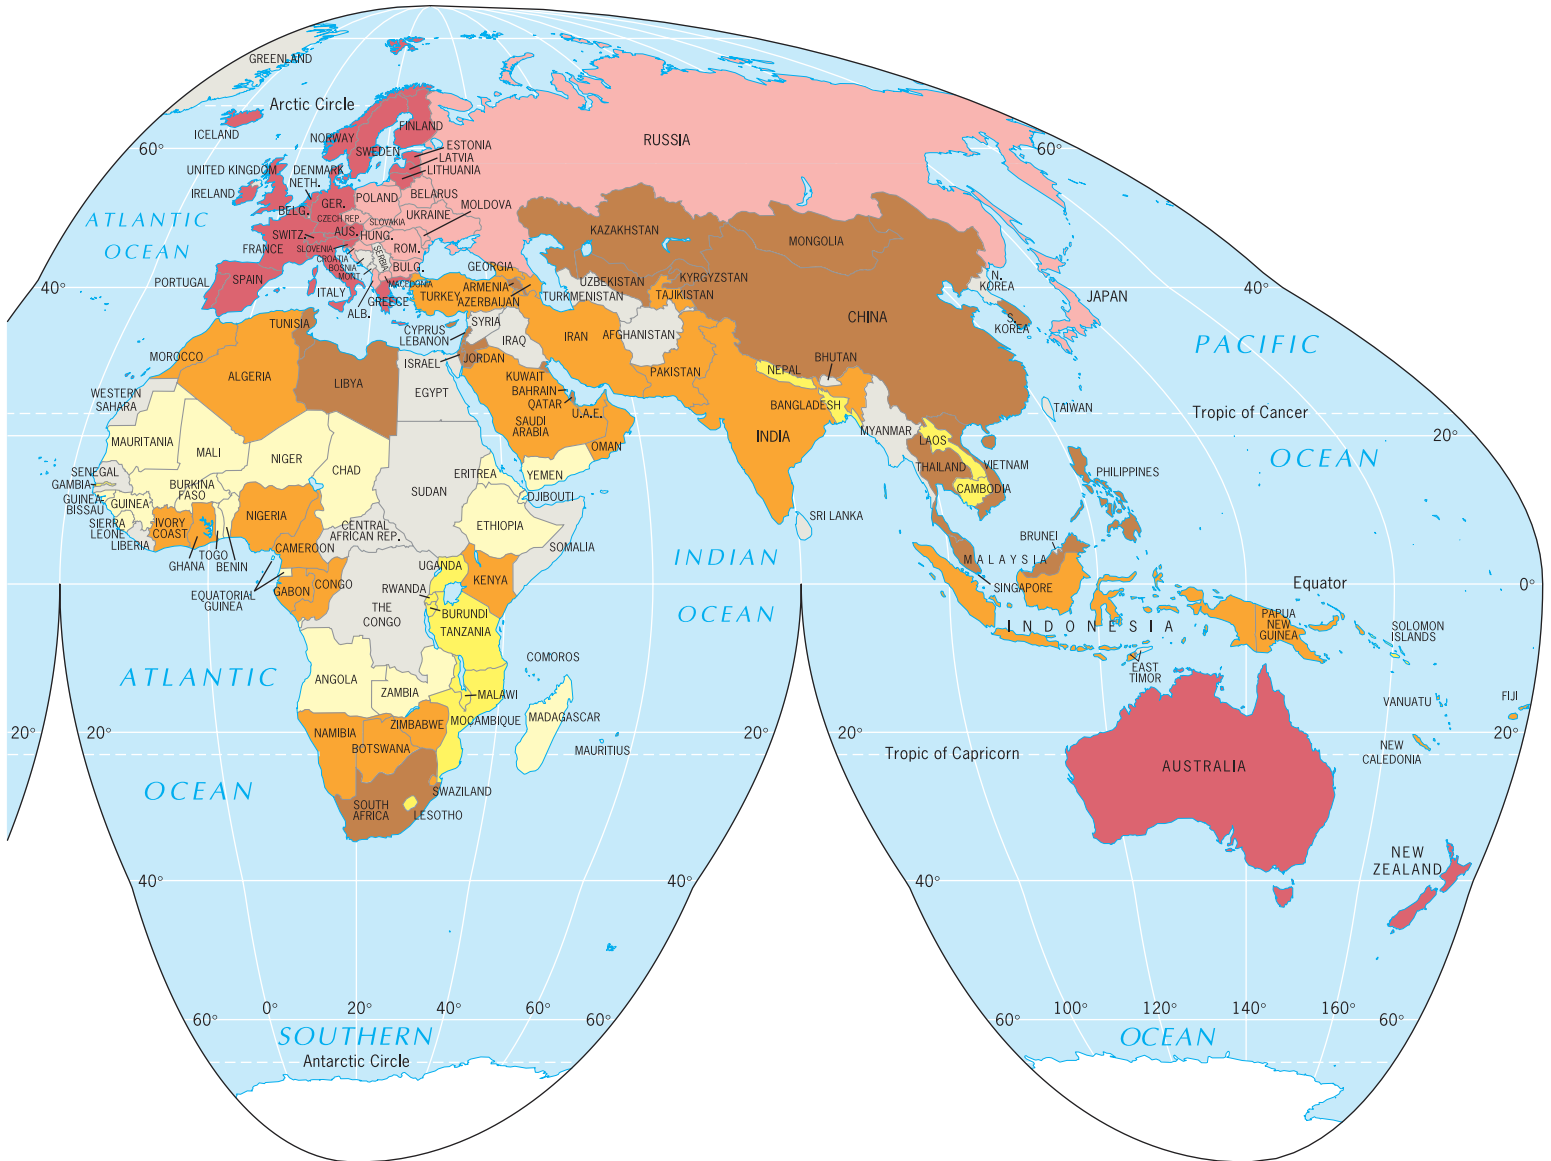 GREENLAND
Arctic Circle
ICELAND
NORWAY
FINLAND
SWEDEN
60°
RUSSIA
60°
ESTONIA
LATVIA
LITHUANIA
UNITED KINGDOM
DENMARK
NETH.
IRELAND
GER.
POLAND
BELARUS
BELG.
CZECH REP.
SLOVAKIA
UKRAINE
MOLDOVA
ATLANTIC
OCEAN
SWITZ.
AUS.
HUNG.
FRANCE
SLOVENIA
ROM.
CROATIA
BOSNIA
SERBIA
MONT.
BULG.
PORTUGAL
SPAIN
ITALY
MACEDONIA
GREECE
ALB.
40°
GEORGIA
ARMENIA
TURKEY
AZERBAIJAN
KAZAKHSTAN
MONGOLIA
UZBEKISTAN
KYRGYZSTAN
TURKMENISTAN
TAJIKISTAN
N.
KOREA
S.
KOREA
JAPAN
40°
CHINA
PACIFIC
OCEAN
TUNISIA
CYPRUS
LEBANON
SYRIA
IRAQ
IRAN
AFGHANISTAN
MOROCCO
ALGERIA
LIBYA
ISRAEL
JORDAN
EGYPT
KUWAIT
BAHRAIN
QATAR
U.A.E.
SAUDI
ARABIA
OMAN
PAKISTAN
NEPAL
BHUTAN
BANGLADESH
INDIA
MYANMAR
TAIWAN
Tropic of Cancer
20°
WESTERN
SAHARA
MAURITANIA
MALI
NIGER
CHAD
SUDAN
ERITREA
YEMEN
DJIBOUTI
LAOS
THAILAND
VIETNAM
CAMBODIA
PHILIPPINES
SENEGAL
GAMBIA
GUINEA
BISSAU
GUINEA
BURKINA
FASO
SIERRA
LEONE
LIBERIA
IVORY
COAST
GHANA
TOGO
BENIN
NIGERIA
CAMEROON
CENTRAL
AFRICAN REP.
ETHIOPIA
SOMALIA
SRI LANKA
BRUNEI
MALAYSIA
SINGAPORE
INDIAN
OCEAN
EQUATORIAL
GUINEA
GABON
CONGO
UGANDA
KENYA
RWANDA
BURUNDI
THE
CONGO
TANZANIA
Equator
0°
INDONESIA
PAPUA
NEW
GUINEA
SOLOMON
ISLANDS
EAST
TIMOR
COMOROS
ATLANTIC
OCEAN
ANGOLA
ZAMBIA
MALAWI
MOÇAMBIQUE
MADAGASCAR
MAURITIUS
NAMIBIA
ZIMBABWE
BOTSWANA
SWAZILAND
SOUTH
AFRICA
LESOTHO
VANUATU
FIJI
NEW
CALEDONIA
20°
20°
20°
20°
20°
Tropic of Capricorn
AUSTRALIA
NEW
ZEALAND
40°
40°
40°
60°
0°
20°
40°
60°
60°
60°
100°
120°
140°
160°
60°
SOUTHERN
OCEAN
Antarctic Circle